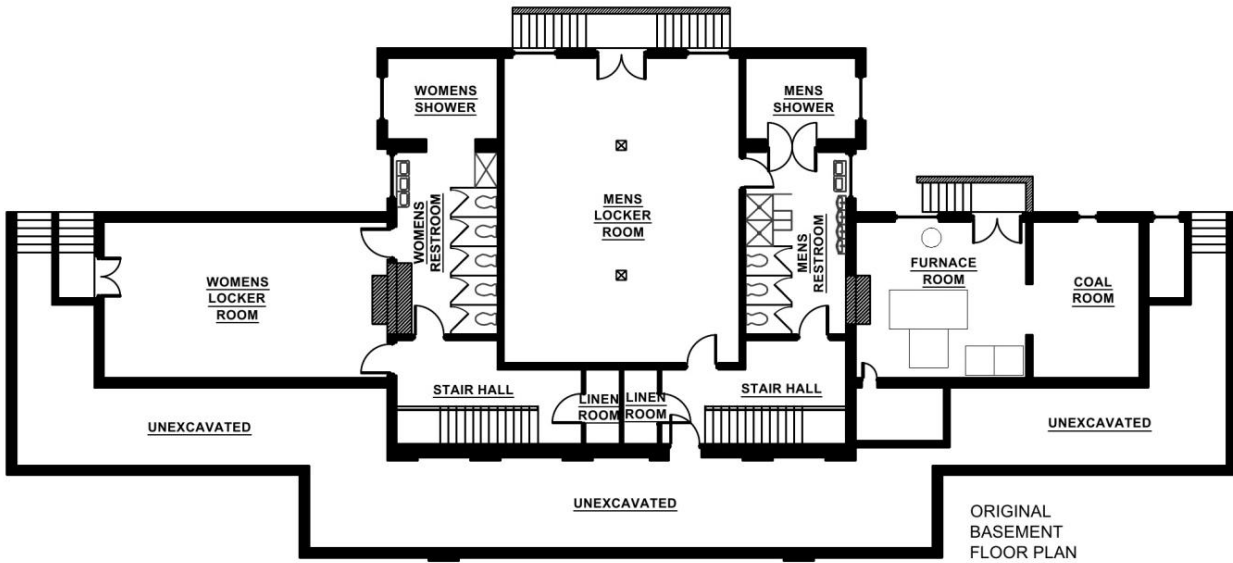 WOMENS
SHOWER
MENS
SHOWER
WOMENS
RESTROOM
MENS
LOCKER
ROOM
MENS
RESTROOM
WOMENS
LOCKER
ROOM
FURNACE
ROOM
COAL
ROOM
STAIR HALL
LINEN
ROOM
LINEN
ROOM
STAIR HALL
UNEXCAVATED
UNEXCAVATED
UNEXCAVATED
ORIGINAL
BASEMENT
FLOOR PLAN